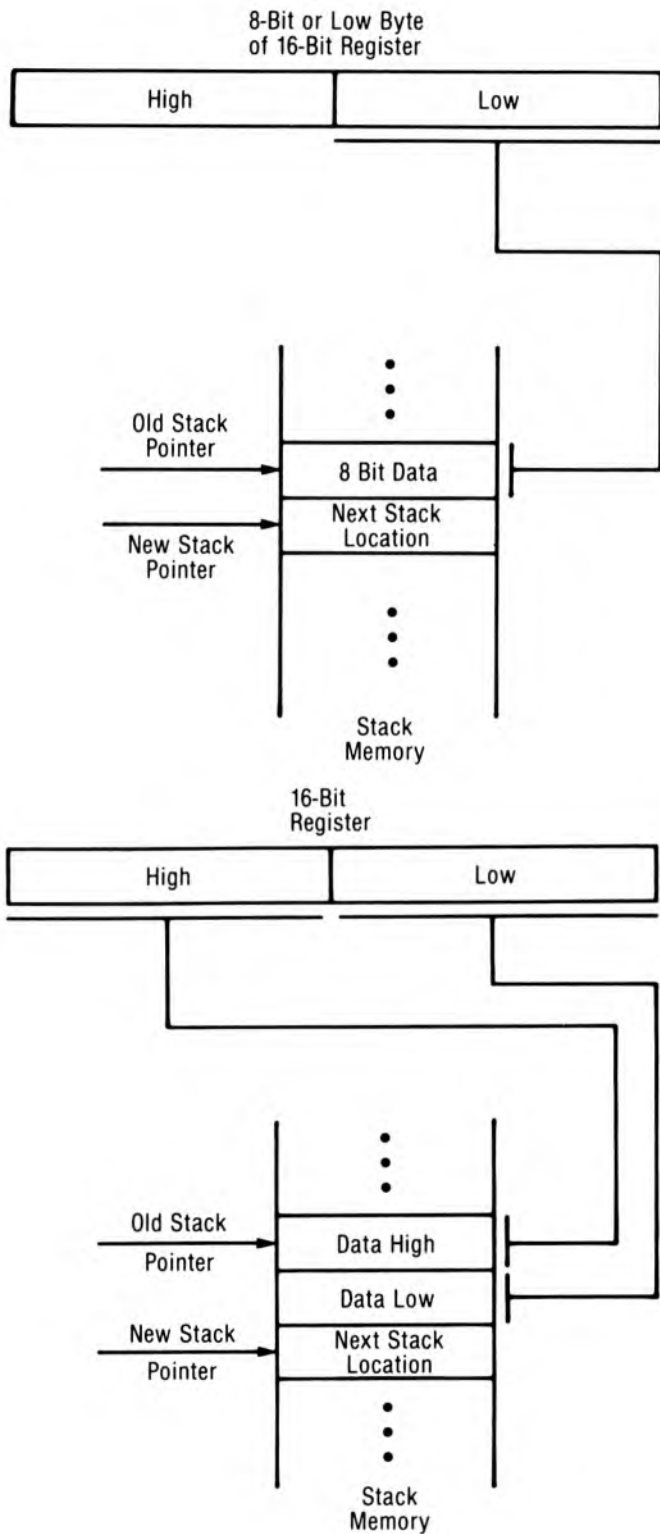 8-Bit or Low Byte
of 16-Bit Register
High Low
Old Stack
Pointer
8 Bit Data
New Stack
Pointer
Next Stack
Location
Stack
Memory
16-Bit
Register
High Low
Old Stack
Pointer
Data High
Data Low
New Stack
Pointer
Next Stack
Location
Stack
Memory